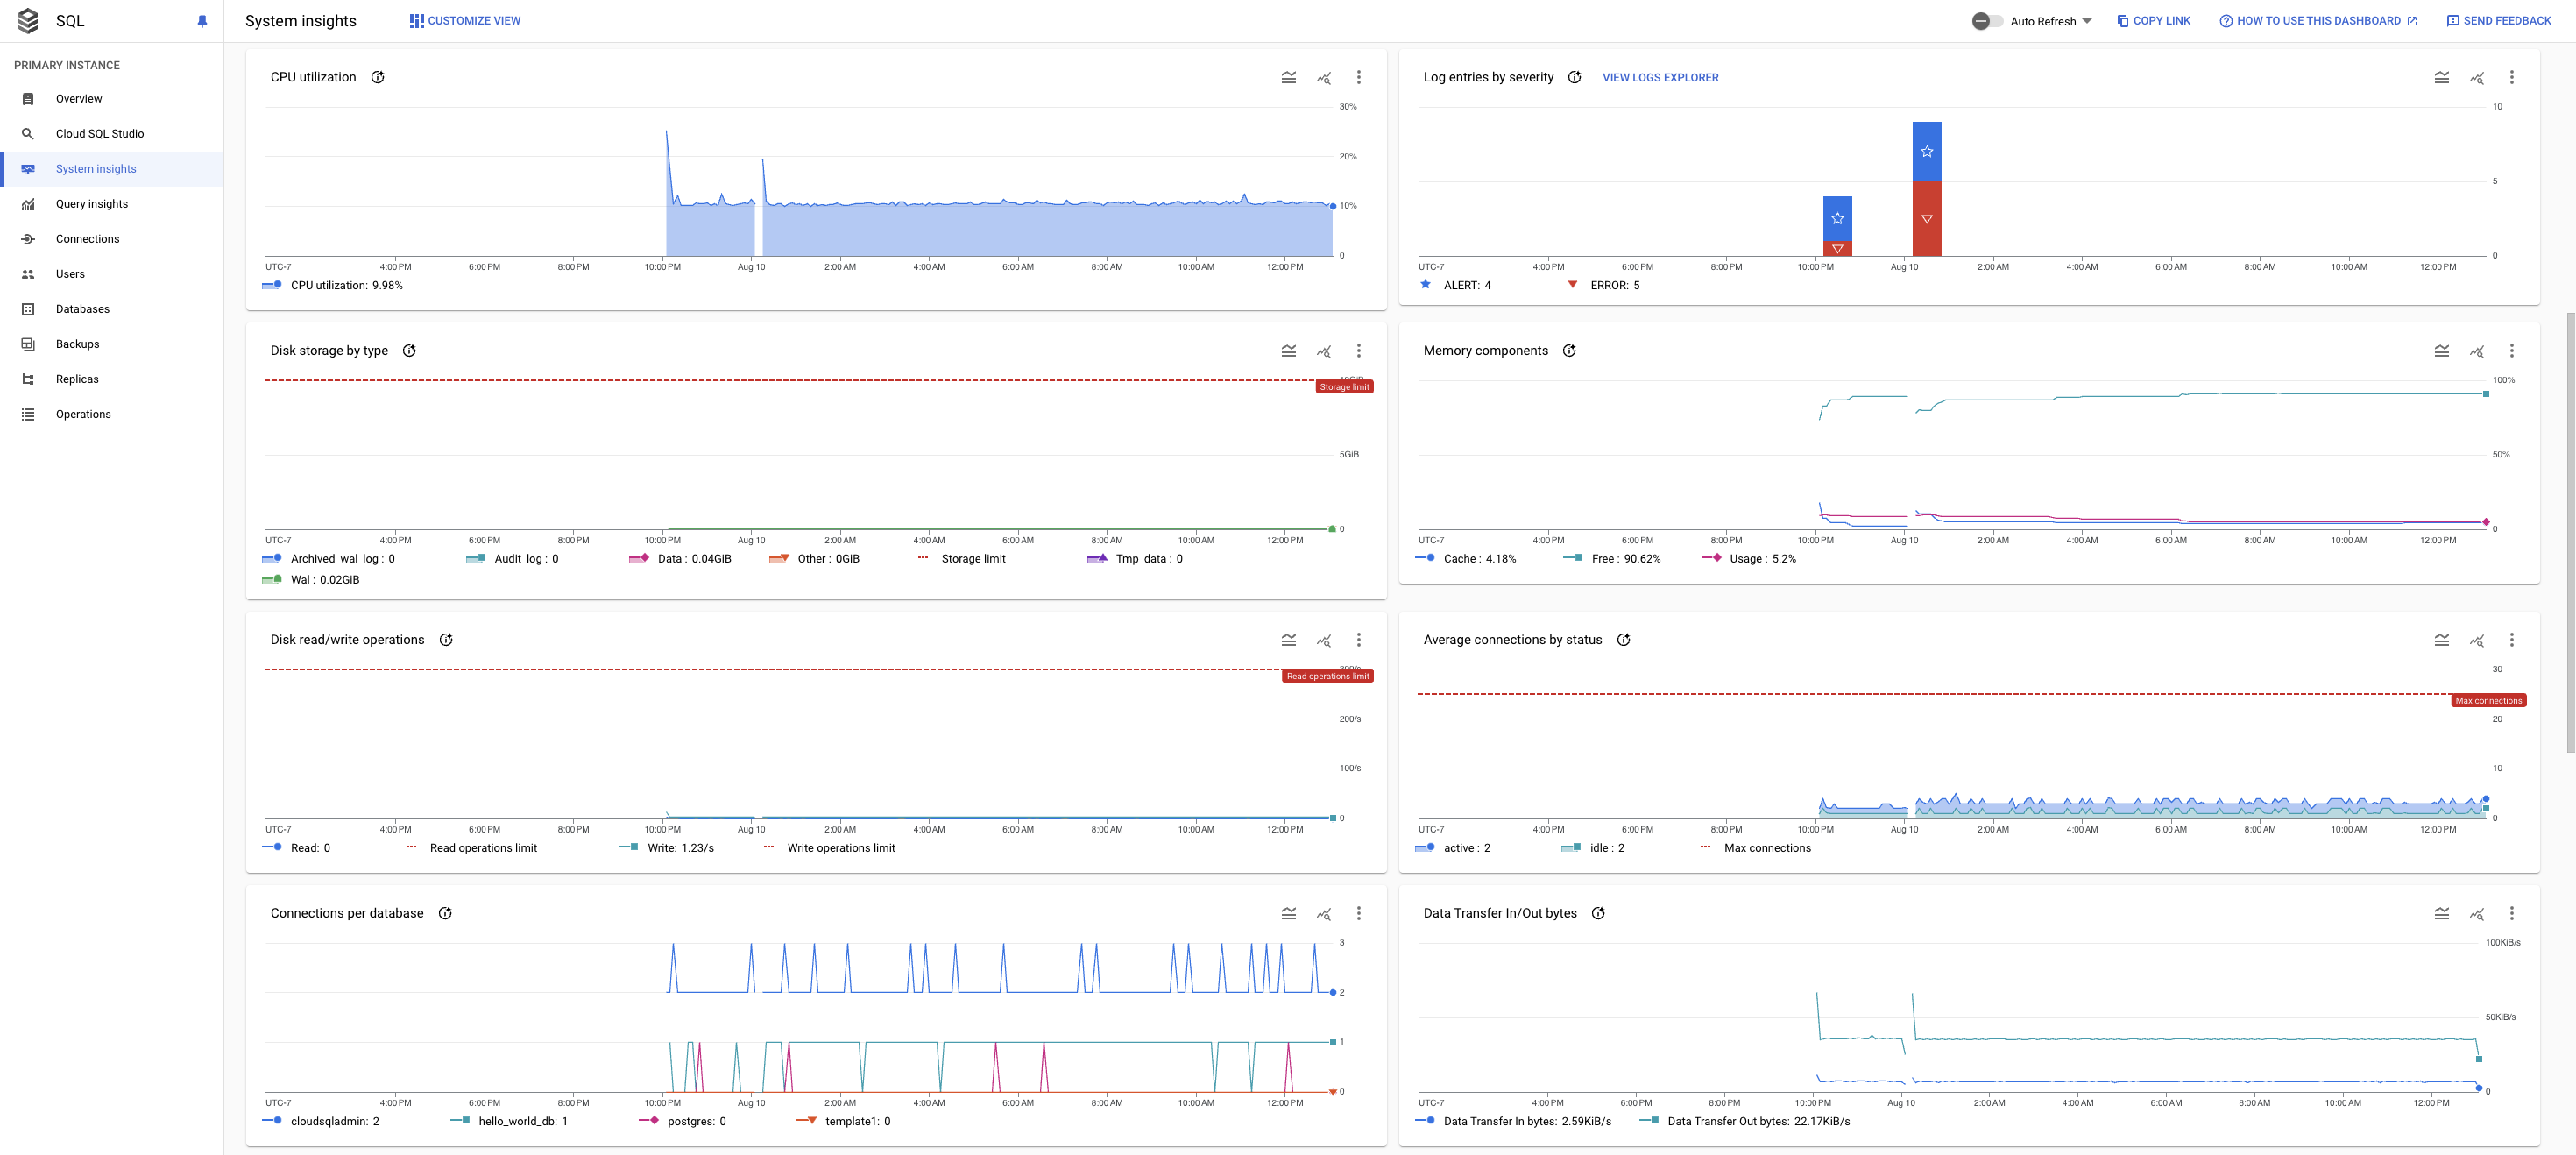 SQL
System insights
CUSTOMIZE VIEW
Auto Refresh
COPY LINK
HOW TO USE THIS DASHBOARD
SEND FEEDBACK
PRIMARY INSTANCE
Overview
Cloud SQL Studio
System insights
Query insights
Connections
Users
Databases
Backups
Replicas
Operations
CPU utilization
30%
20%
10%
0
UTC-7 4:00 PM 6:00 PM 8:00 PM 10:00 PM Aug 10 2:00 AM 4:00 AM 6:00 AM 8:00 AM 10:00 AM 12:00 PM
CPU utilization: 9.98%
Log entries by severity VIEW LOGS EXPLORER
10
5
0
UTC-7 4:00 PM 6:00 PM 8:00 PM 10:00 PM Aug 10 2:00 AM 4:00 AM 6:00 AM 8:00 AM 10:00 AM 12:00 PM
ALERT: 4 ERROR: 5
Disk storage by type
10GiB
Storage limit
5GiB
0
UTC-7 4:00 PM 6:00 PM 8:00 PM 10:00 PM Aug 10 2:00 AM 4:00 AM 6:00 AM 8:00 AM 10:00 AM 12:00 PM
Archived_wal_log : 0 Audit_log : 0 Data : 0.04GiB Other : 0GiB Storage limit Tmp_data : 0
Wal : 0.02GiB
Memory components
100%
50%
0
UTC-7 4:00 PM 6:00 PM 8:00 PM 10:00 PM Aug 10 2:00 AM 4:00 AM 6:00 AM 8:00 AM 10:00 AM 12:00 PM
Cache : 4.18% Free : 90.62% Usage : 5.2%
Disk read/write operations
300/s
Read operations limit
200/s
100/s
0
UTC-7 4:00 PM 6:00 PM 8:00 PM 10:00 PM Aug 10 2:00 AM 4:00 AM 6:00 AM 8:00 AM 10:00 AM 12:00 PM
Read: 0 Read operations limit Write: 1.23/s Write operations limit
Average connections by status
30
Max connections
20
10
0
UTC-7 4:00 PM 6:00 PM 8:00 PM 10:00 PM Aug 10 2:00 AM 4:00 AM 6:00 AM 8:00 AM 10:00 AM 12:00 PM
active : 2 idle : 2 Max connections
Connections per database
3
2
1
0
UTC-7 4:00 PM 6:00 PM 8:00 PM 10:00 PM Aug 10 2:00 AM 4:00 AM 6:00 AM 8:00 AM 10:00 AM 12:00 PM
cloudsqladmin: 2 hello_world_db: 1 postgres: 0 template1: 0
Data Transfer In/Out bytes
100KiB/s
50KiB/s
0
UTC-7 4:00 PM 6:00 PM 8:00 PM 10:00 PM Aug 10 2:00 AM 4:00 AM 6:00 AM 8:00 AM 10:00 AM 12:00 PM
Data Transfer In bytes: 2.59KiB/s Data Transfer Out bytes: 22.17KiB/s